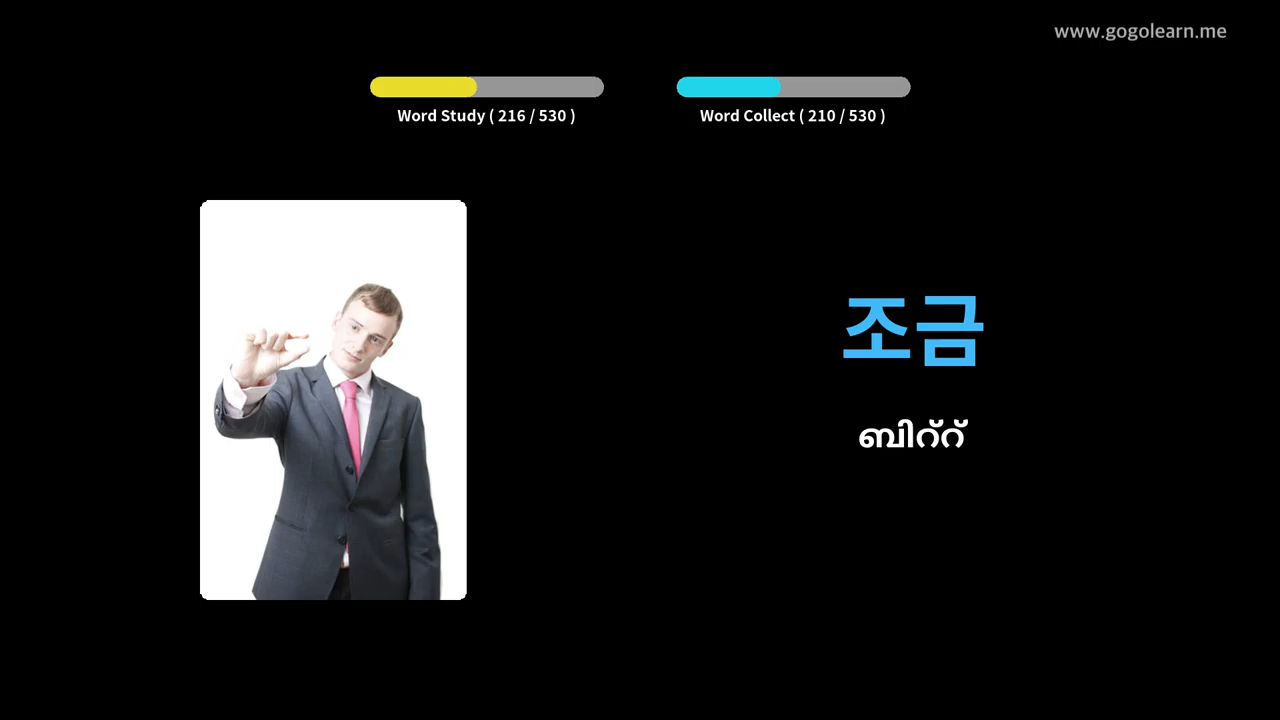 www.gogolearn.me
Word Study ( 216 / 530 )
Word Collect ( 210 / 530 )
조금
ബിറ്റ്